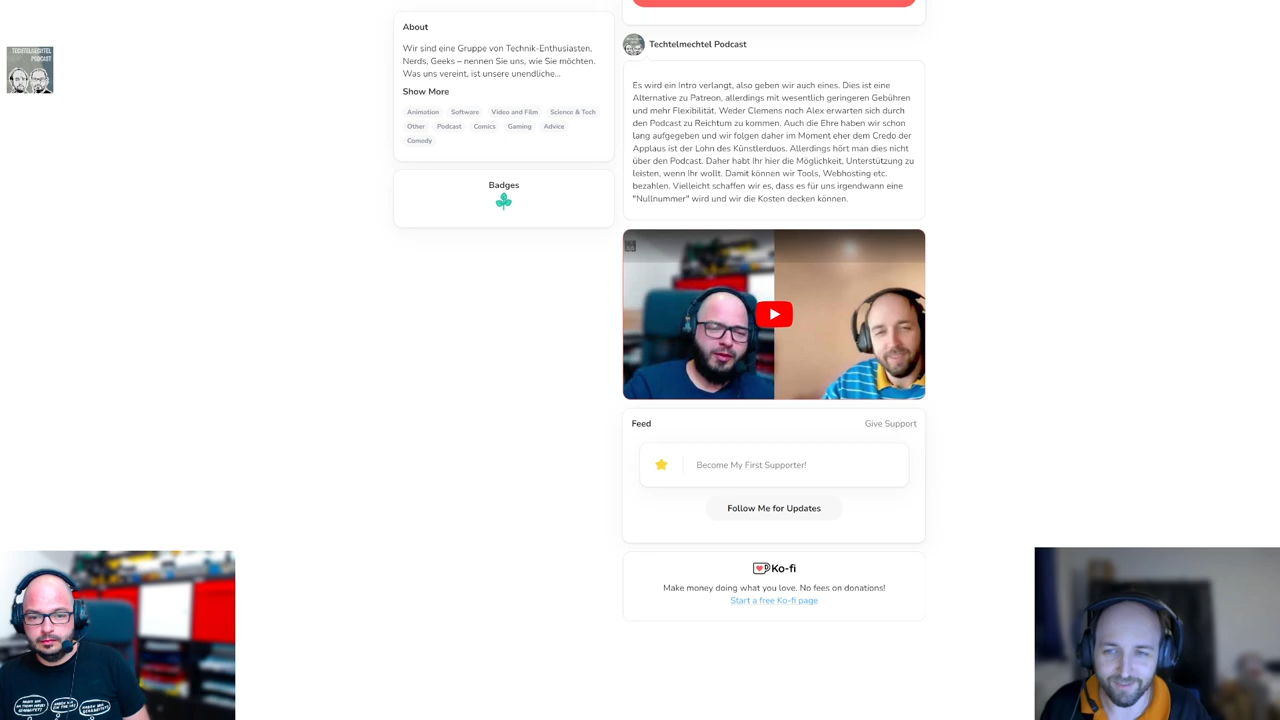 TECHTELMECHTEL
PODCAST
About
Wir sind eine Gruppe von Technik-Enthusiasten,
Nerds, Geeks – nennen Sie uns, wie Sie möchten.
Was uns vereint, ist unsere unendliche...
Show More
Animation Software Video and Film Science & Tech
Other Podcast Comics Gaming Advice
Comedy
Badges
Techtelmechtel Podcast
Es wird ein Intro verlangt, also geben wir auch eines. Dies ist eine
Alternative zu Patreon, allerdings mit wesentlich geringeren Gebühren
und mehr Flexibilität. Weder Clemens noch Alex erwarten sich durch
den Podcast zu Reichtum zu kommen. Auch die Ehre haben wir schon
lang aufgegeben und wir folgen daher im Moment eher dem Credo der
Applaus ist der Lohn des Künstlerduos. Allerdings hört man dies nicht
über den Podcast. Daher habt Ihr hier die Möglichkeit, Unterstützung zu
leisten, wenn Ihr wollt. Damit können wir Tools, Webhosting etc.
bezahlen. Vielleicht schaffen wir es, dass es für uns irgendwann eine
"Nullnummer" wird und wir die Kosten decken können.
Feed
Give Support
Become My First Supporter!
Follow Me for Updates
Ko-fi
Make money doing what you love. No fees on donations!
Start a free Ko-fi page